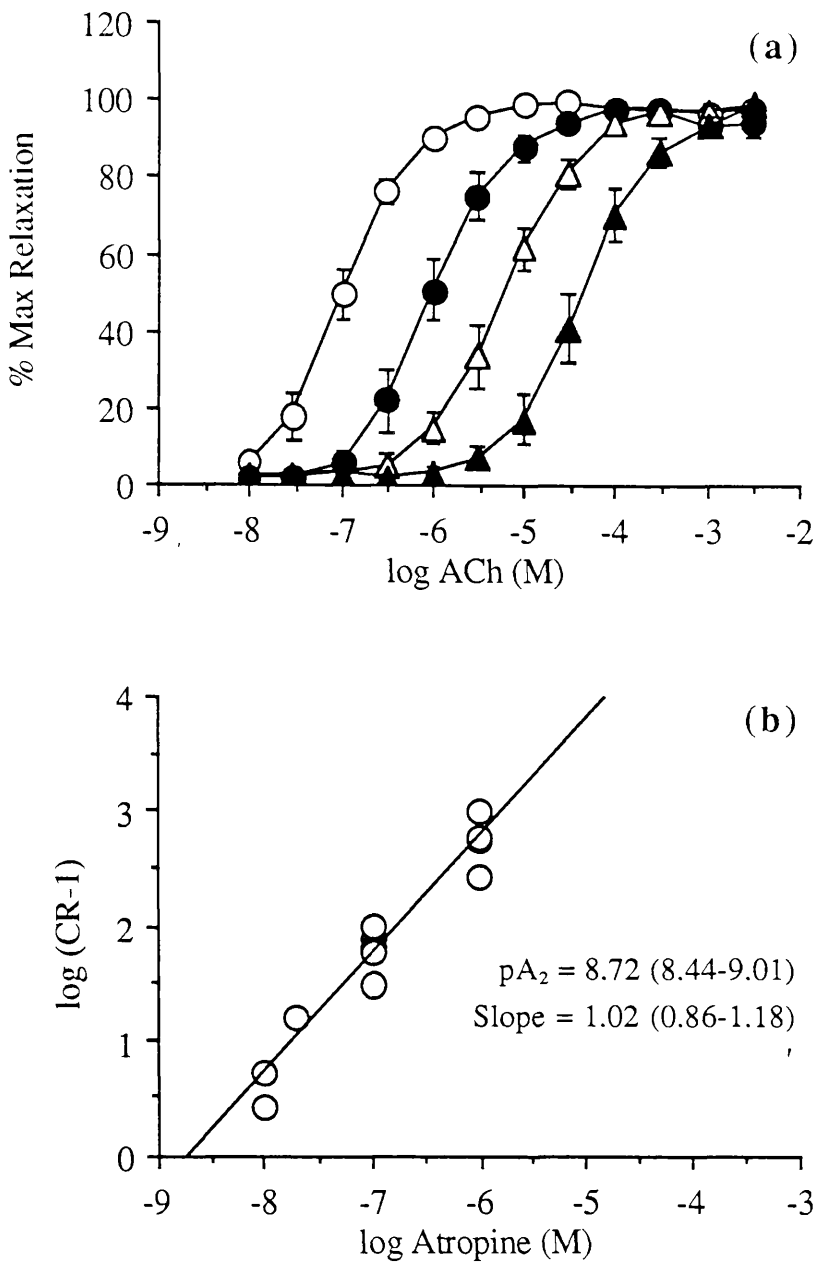 (a)
120
100
80
60
40
20
0
% Max Relaxation
-9 -8 -7 -6 -5 -4 -3 -2
log ACh (M)
(b)
4
3
2
1
0
log (CR-1)
pA₂ = 8.72 (8.44-9.01)
Slope = 1.02 (0.86-1.18)
-9 -8 -7 -6 -5 -4 -3
log Atropine (M)